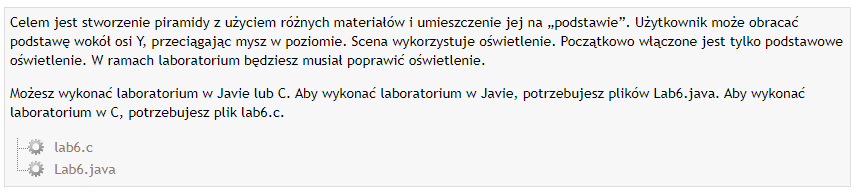 Celem jest stworzenie piramidy z użyciem różnych materiałów i umieszczenie jej na „podstawie”. Użytkownik może obracać
podstawę wokół osi Y, przeciągając mysz w poziomie. Scena wykorzystuje oświetlenie. Początkowo włączone jest tylko podstawowe
oświetlenie. W ramach laboratorium będziesz musiał poprawić oświetlenie.
Możesz wykonać laboratorium w Javie lub C. Aby wykonać laboratorium w Javie, potrzebujesz plików Lab6.java. Aby wykonać
laboratorium w C, potrzebujesz plik lab6.c.
lab6.c
Lab6.java